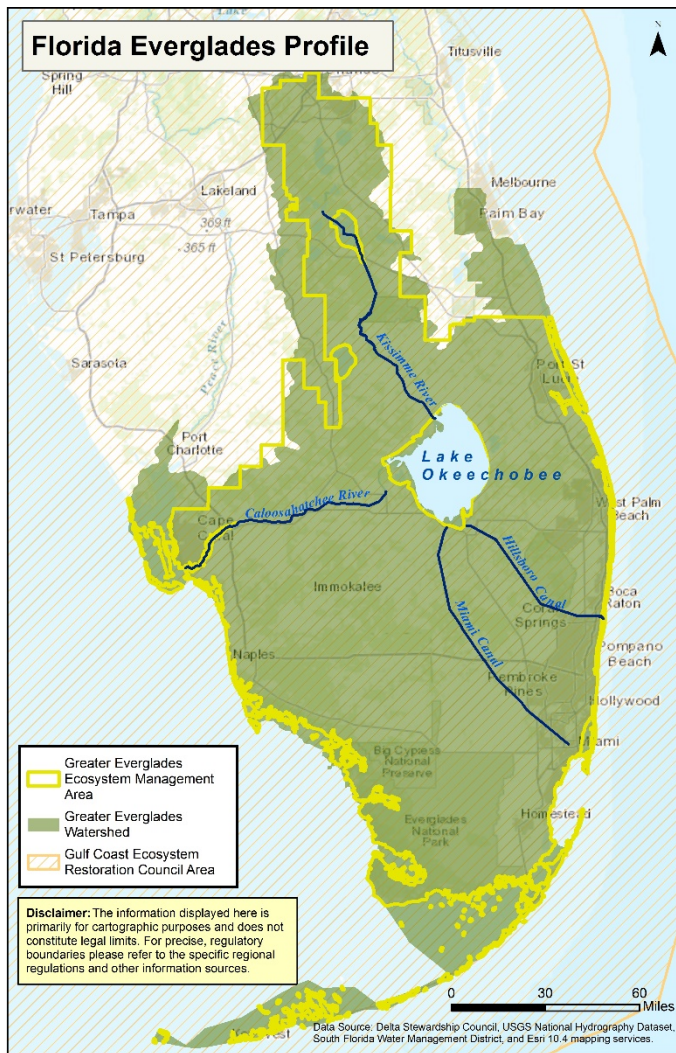 Florida Everglades Profile
N
Titusville
Spring
Hill
Lakeland
Melbourne
Palm Bay
Tampa
369 ft
365 ft
St Petersburg
Peace River
Sarasota
Kissimme River
Port St
Lucie
Port
Charlotte
Lake
Okeechobee
Caloosahatchee River
West Palm
Beach
Cape
Coral
Hillsboro Canal
Immokalee
Boca
Raton
Coral
Springs
Miami Canal
Pompano
Beach
Naples
Pembroke
Pines
Hollywood
Miami
Big Cypress
National
Preserve
Homestead
Everglades
National
Park
Greater Everglades
Ecosystem Management
Area
Greater Everglades
Watershed
Gulf Coast Ecosystem
Restoration Council Area
Disclaimer: The information displayed here is
primarily for cartographic purposes and does not
constitute legal limits. For precise, regulatory
boundaries please refer to the specific regional
regulations and other information sources.
0 30 60
Miles
Data Source: Delta Stewardship Council, USGS National Hydrography Dataset,
South Florida Water Management District, and Esri 10.4 mapping services.